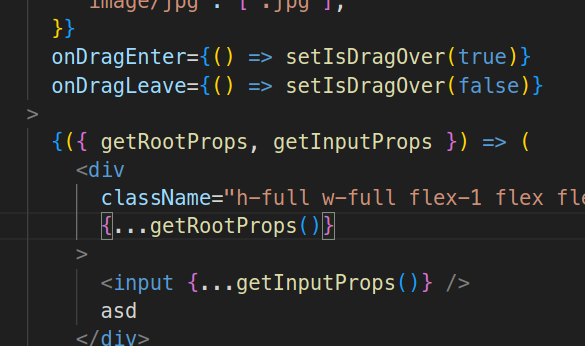 image/jpg : [ .jpg ],
}}
onDragEnter={() => setIsDragOver(true)}
onDragLeave={() => setIsDragOver(false)}
>
{({ getRootProps, getInputProps }) => (
<div
className="h-full w-full flex-1 flex fle
{...getRootProps()}
>
<input {...getInputProps()} />
asd
</div>